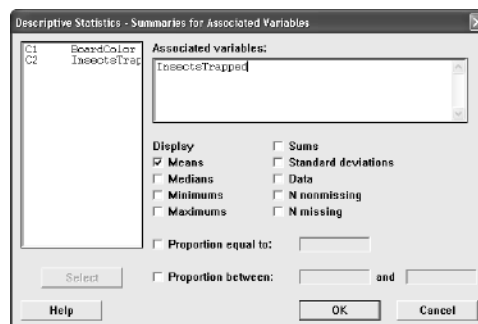 Descriptive Statistics - Summaries for Associated Variables
C1 BoardColor
C2 InsectsTrap
Associated variables:
InsectsTrapped
Display
Means
Medians
Minimums
Maximums
Sums
Standard deviations
Data
N nonmissing
N missing
Proportion equal to:
Proportion between: and
Select
Help OK Cancel